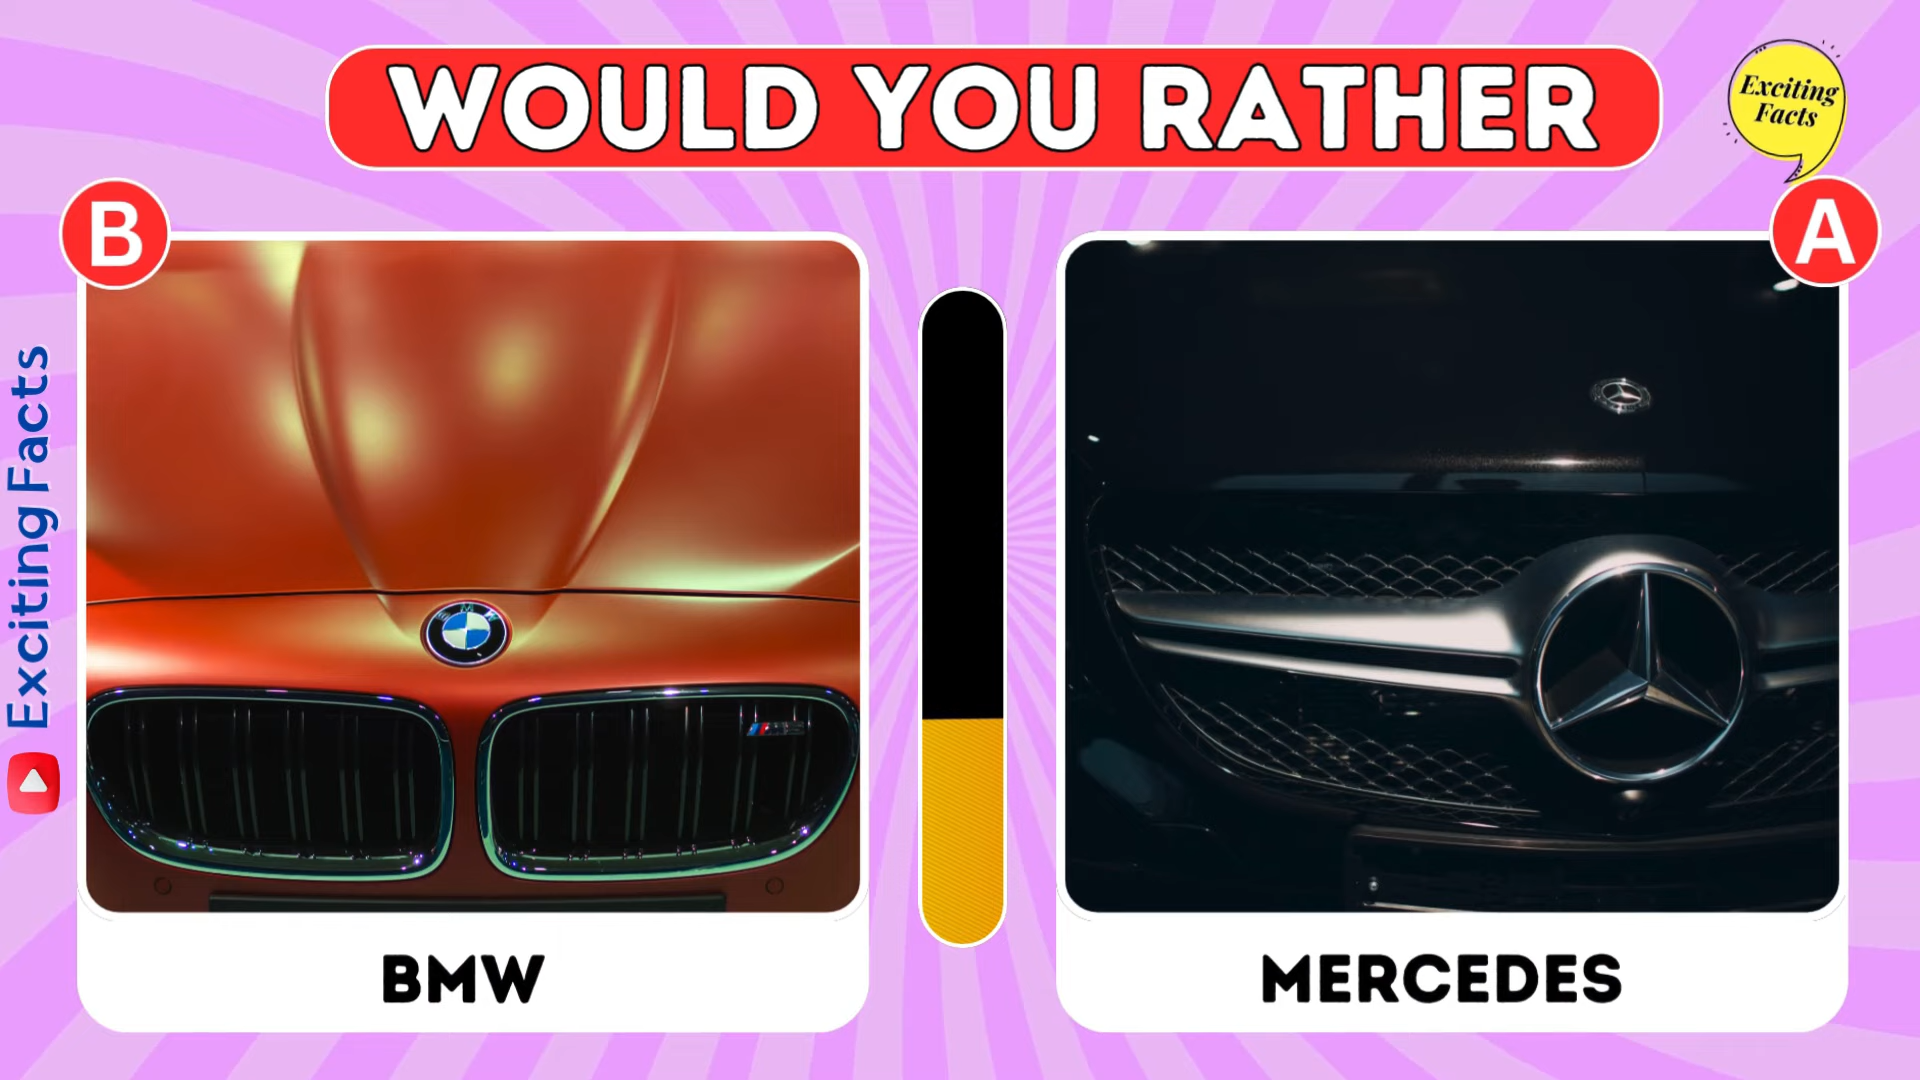 WOULD YOU RATHER
Exciting
Facts
B
A
Exciting Facts
BMW
MERCEDES